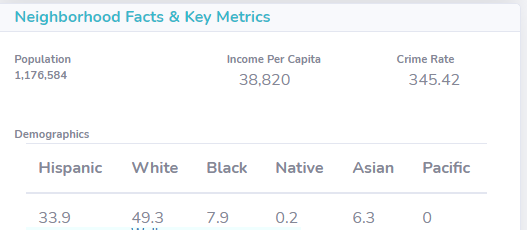 Neighborhood Facts & Key Metrics
Population Income Per Capita Crime Rate
1,176,584 38,820 345.42
Demographics
Hispanic White Black Native Asian Pacific
33.9 49.3 7.9 0.2 6.3 0